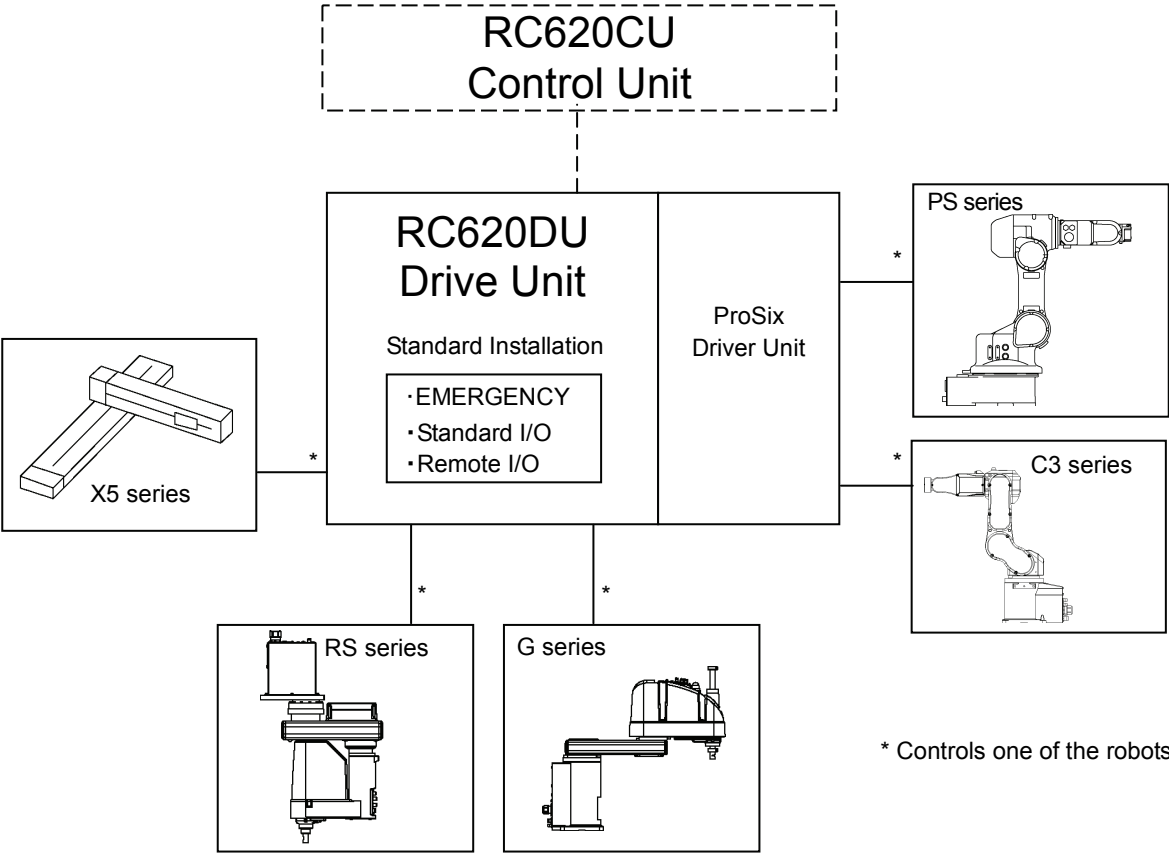 RC620CU
Control Unit
RC620DU
Drive Unit
Standard Installation
・EMERGENCY
・Standard I/O
・Remote I/O
ProSix
Driver Unit
PS series
*
C3 series
*
X5 series
*
RS series
*
G series
*
* Controls one of the robots